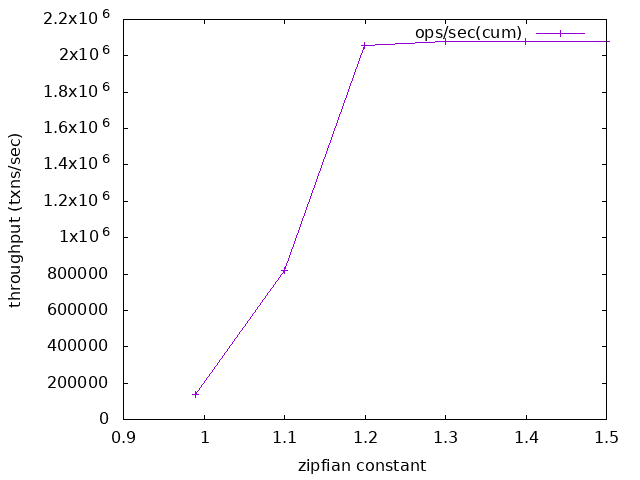 ops/sec(cum)
2.2x10^6
2x10^6
1.8x10^6
1.6x10^6
1.4x10^6
1.2x10^6
1x10^6
800000
600000
400000
200000
0
throughput (txns/sec)
0.9 1 1.1 1.2 1.3 1.4 1.5
zipfian constant